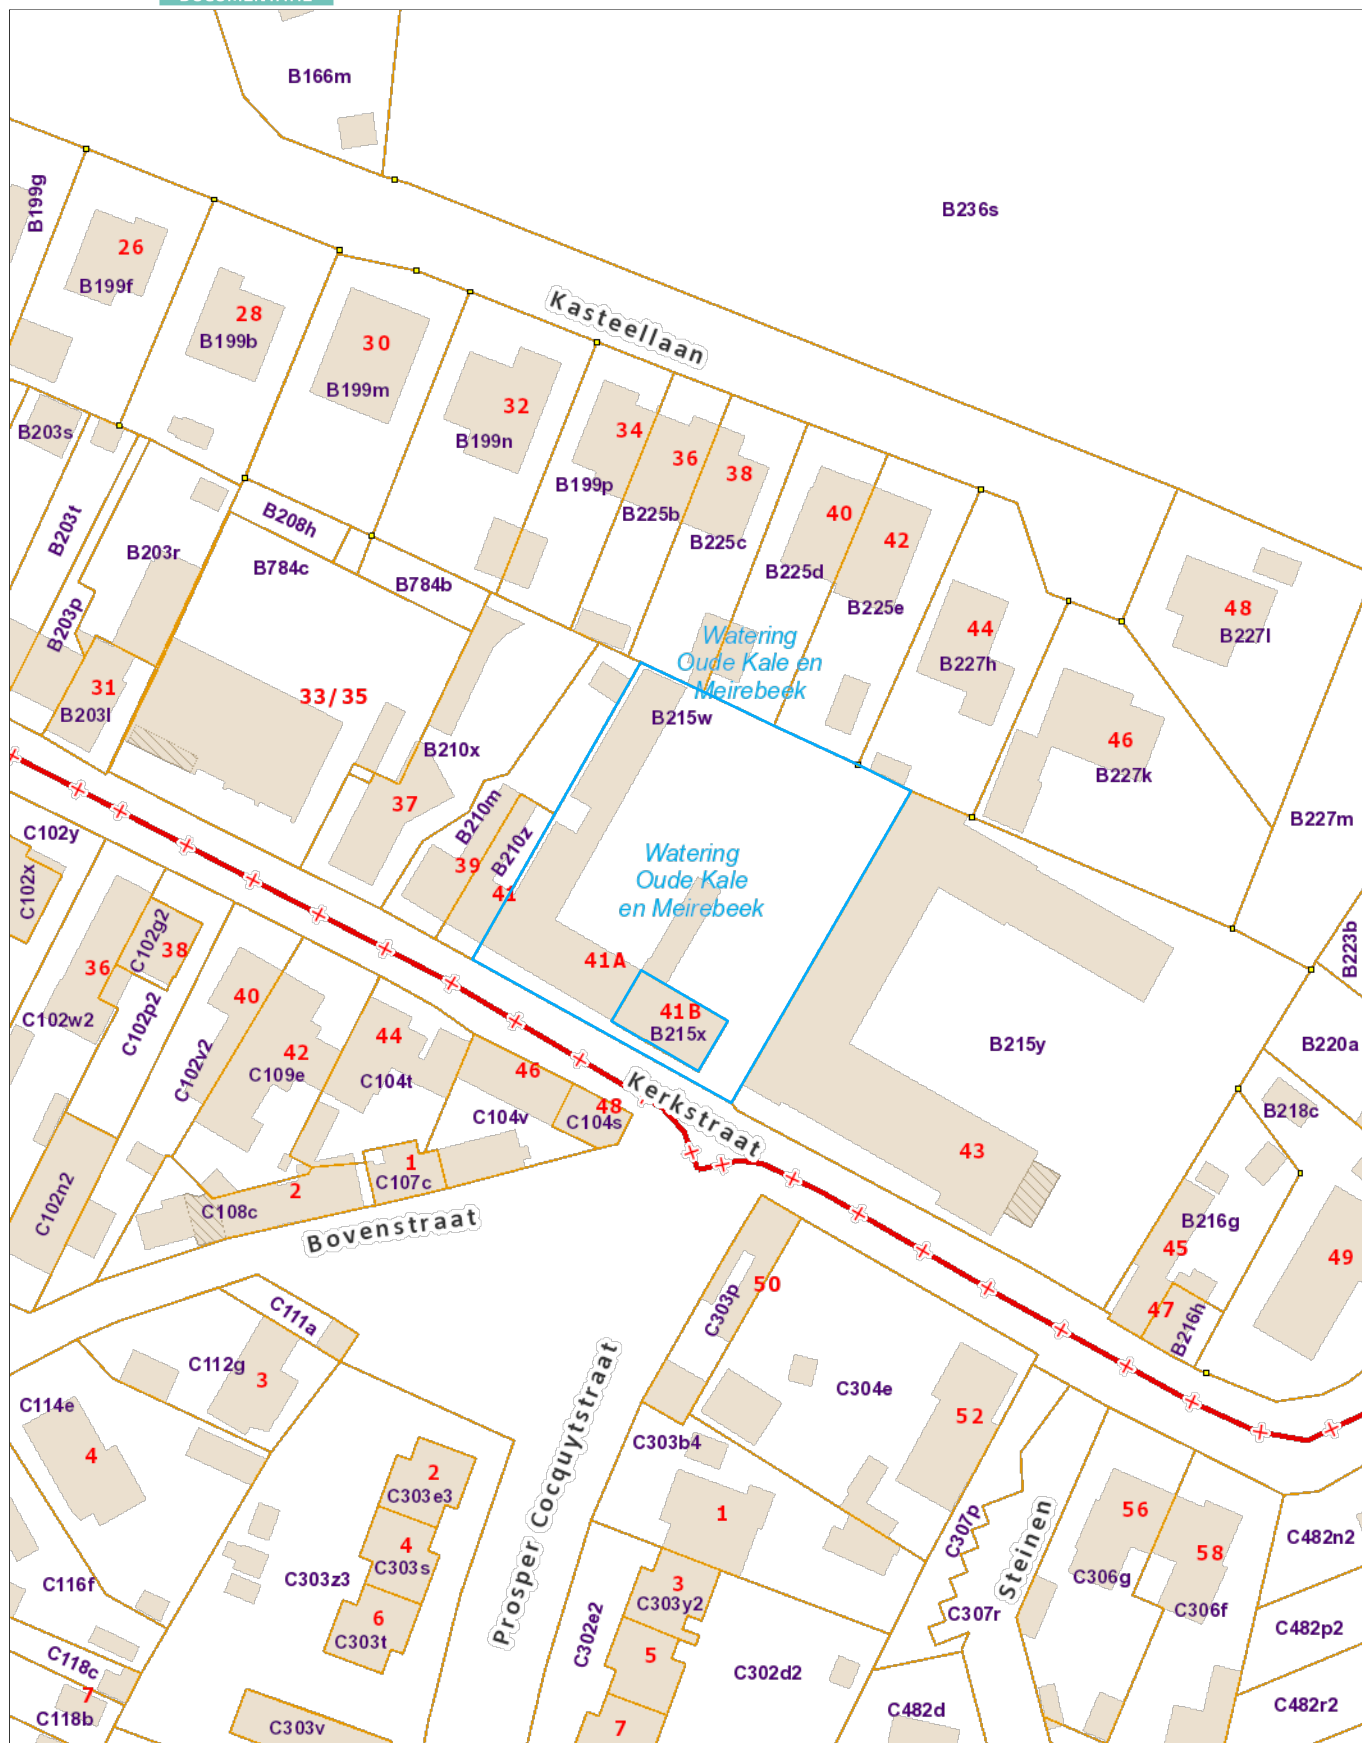 B166m
B199g
B236s
26
B199f
28
B199b
30
B199m
Kasteellaan
32
B199n
34
B199p
36
B225b
38
B225c
40
B225d
42
B225e
44
B227h
48
B227l
46
B227k
B227m
B223b
B220a
B218c
B203s
B203t
B203r
B203p
B208h
B784c
B784b
31
B203l
33/35
B210x
37
B210m
39
B210z
41
Watering
Oude Kale en
Meirebeek
B215w
Watering
Oude Kale
en Meirebeek
41A
41B
B215x
B215y
43
B216g
45
47
B216h
49
Kerkstraat
C102y
C102x
36
C102w2
C102g2
38
C102p2
40
C102v2
42
C109e
44
C104t
46
C104v
48
C104s
C102n2
2
C108c
1
C107c
Bovenstraat
C111a
C112g
3
C114e
4
C116f
C118c
7
C118b
2
C303e3
4
C303s
C303z3
6
C303t
C303v
Prosper Cocquytstraat
50
C303p
C304e
52
C303b4
1
3
C303y2
5
7
C302e2
C302d2
C307p
C307r
Steinen
C482d
56
C306g
58
C306f
C482n2
C482p2
C482r2